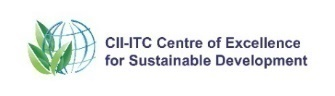 CII-ITC Centre of Excellence
for Sustainable Development